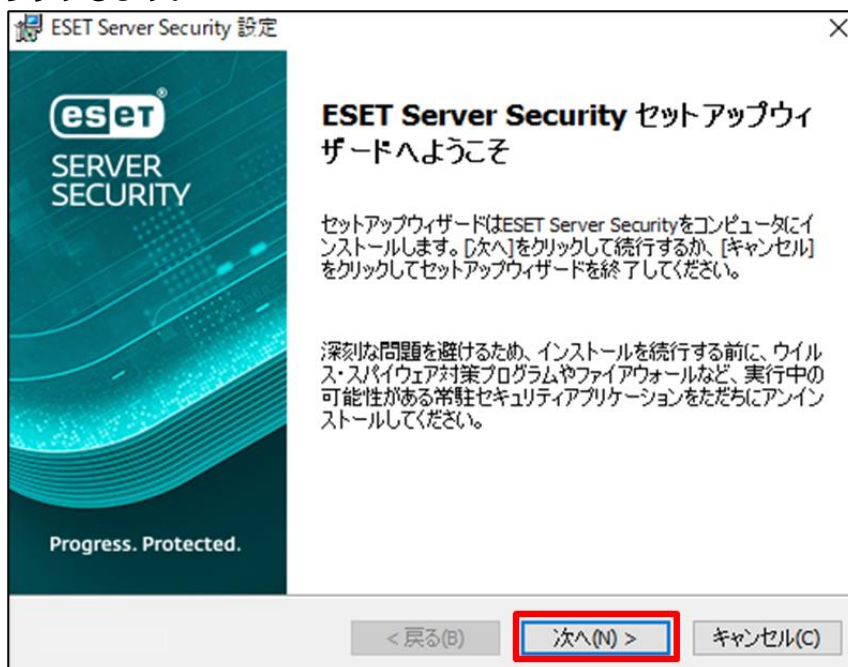 ESET Server Security 設定
eset
SERVER
SECURITY
ESET Server Security セットアップウィ
ザードへようこそ
セットアップウィザードはESET Server Securityをコンピュータにイ
ンストールします。[次へ]をクリックして続行するか、[キャンセル]
をクリックしてセットアップウィザードを終了してください。
深刻な問題を避けるため、インストールを続行する前に、ウイル
ス・スパイウェア対策プログラムやファイアウォールなど、実行中の
可能性がある常駐セキュリティアプリケーションをただちにアンイン
ストールしてください。
Progress. Protected.
< 戻る(B)
次へ(N) >
キャンセル(C)